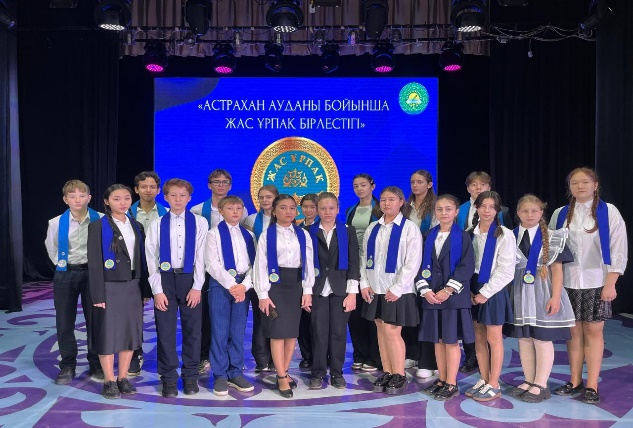 «АСТРАХАН АУДАНЫ БОЙЫНША
ЖАС ҰРПАҚ БІРЛЕСТІГІ»
ЖАС ҰРПАҚ